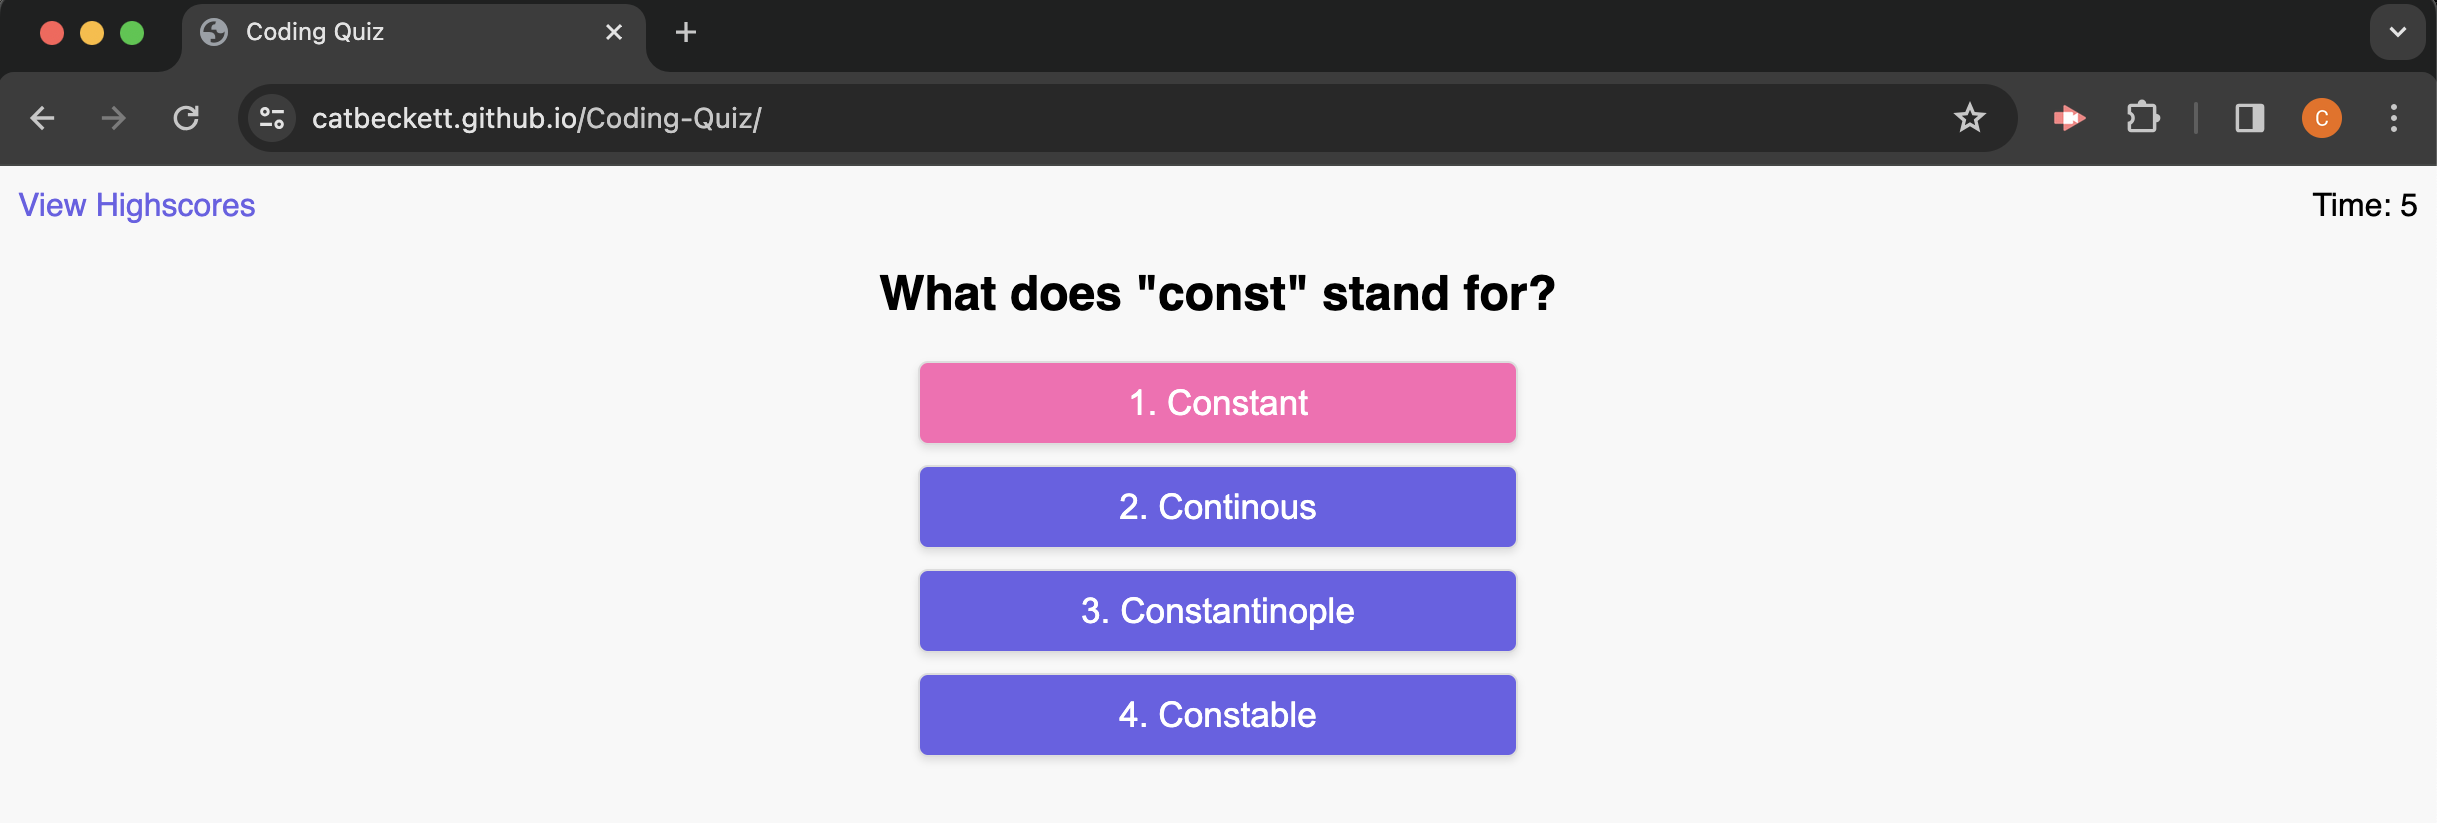 Coding Quiz
catbeckett.github.io/Coding-Quiz/
C
View Highscores
Time: 5
What does "const" stand for?
1. Constant
2. Continous
3. Constantinople
4. Constable